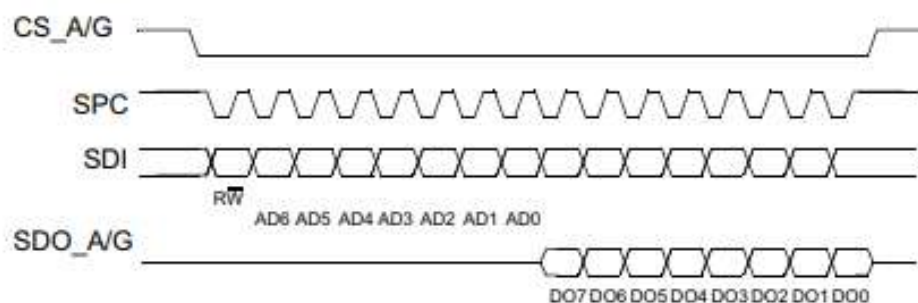 CS_A/G
SPC
SDI
RW
AD6 AD5 AD4 AD3 AD2 AD1 AD0
SDO_A/G
DO7 DO6 DO5 DO4 DO3 DO2 DO1 DO0